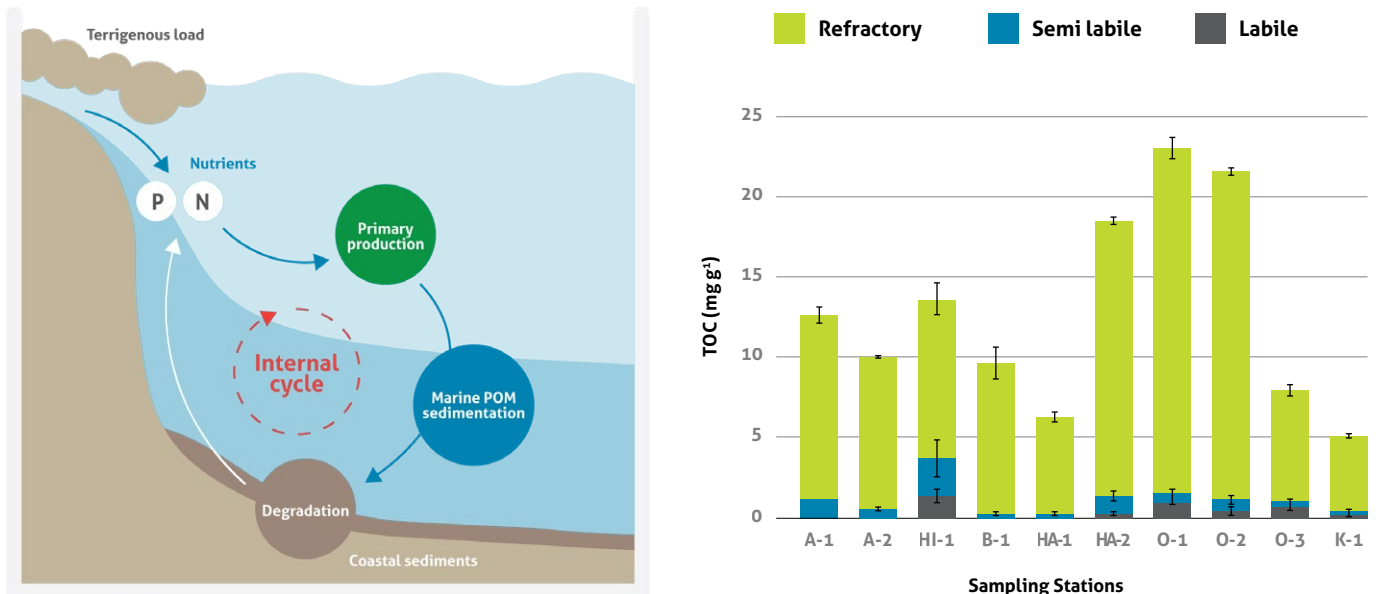 Terrigenous load
Nutrients
P N
Primary
production
Internal
cycle
Marine POM
sedimentation
Degradation
Coastal sediments
Refractory Semi labile Labile
TOC (mg g¹)
25
20
15
10
5
0
A-1 A-2 HI-1 B-1 HA-1 HA-2 O-1 O-2 O-3 K-1
Sampling Stations